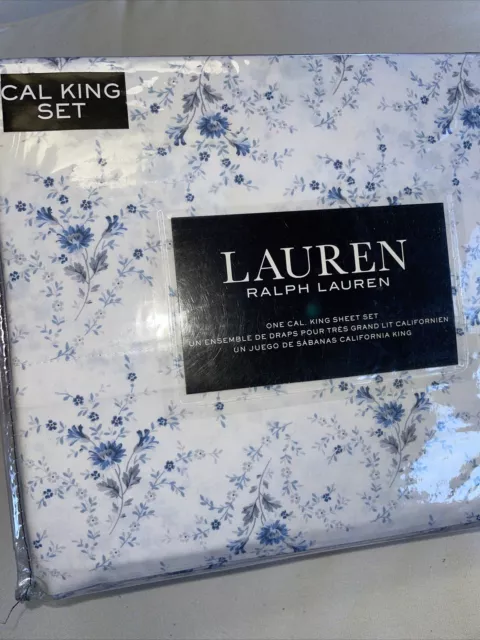 CAL KING
SET
LAUREN
RALPH LAUREN
ONE CAL. KING SHEET SET
UN ENSEMBLE DE DRAPS POUR TRÈS GRAND LIT CALIFORNIEN
UN JUEGO DE SÁBANAS CALIFORNIA KING